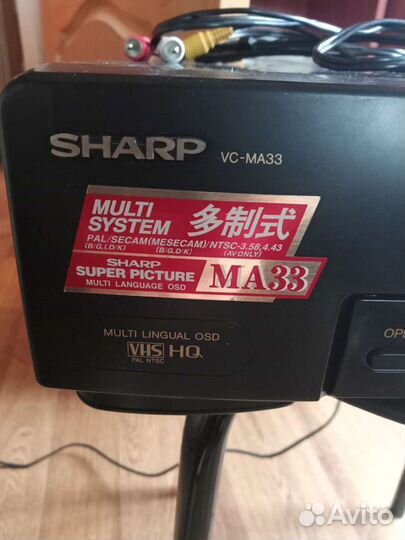 SHARP VC-MA33
MULTI SYSTEM 多制式
PAL/SECAM(MESECAM)/NTSC-3.58,4.43
(B/G,I,D/K) (B/G,D/K) (AV ONLY)
SHARP
SUPER PICTURE MA33
MULTI LANGUAGE OSD
MULTI LINGUAL OSD
VHS HQ
PAL NTSC
OPE
Avito